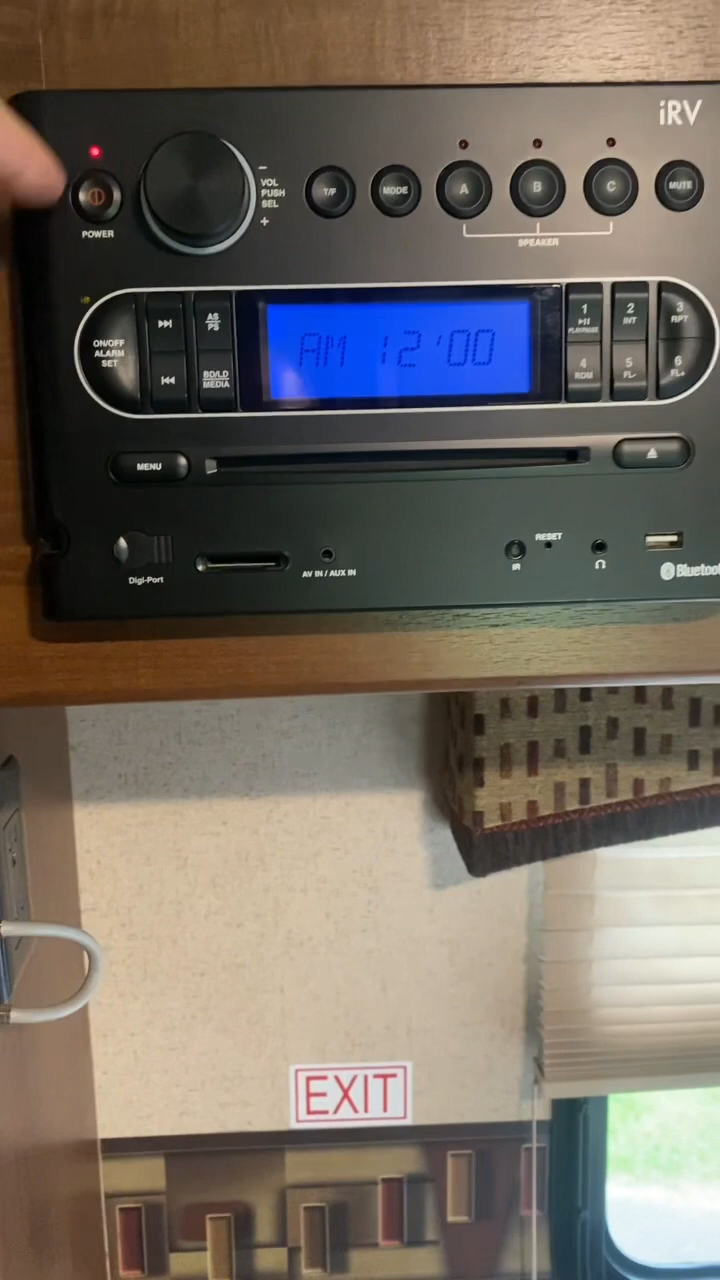 iRV
POWER
−
VOL
PUSH
SEL
+
T/F
MODE
A
B
C
MUTE
SPEAKER
ON/OFF
ALARM
SET
AS
PS
BD/LD
MEDIA
AM 12'00
1
PLAY/PAUSE
2
INT
3
RPT
4
RDM
5
FL-
6
FL+
MENU
Digi-Port
AV IN / AUX IN
IR
RESET
Bluetoo
EXIT